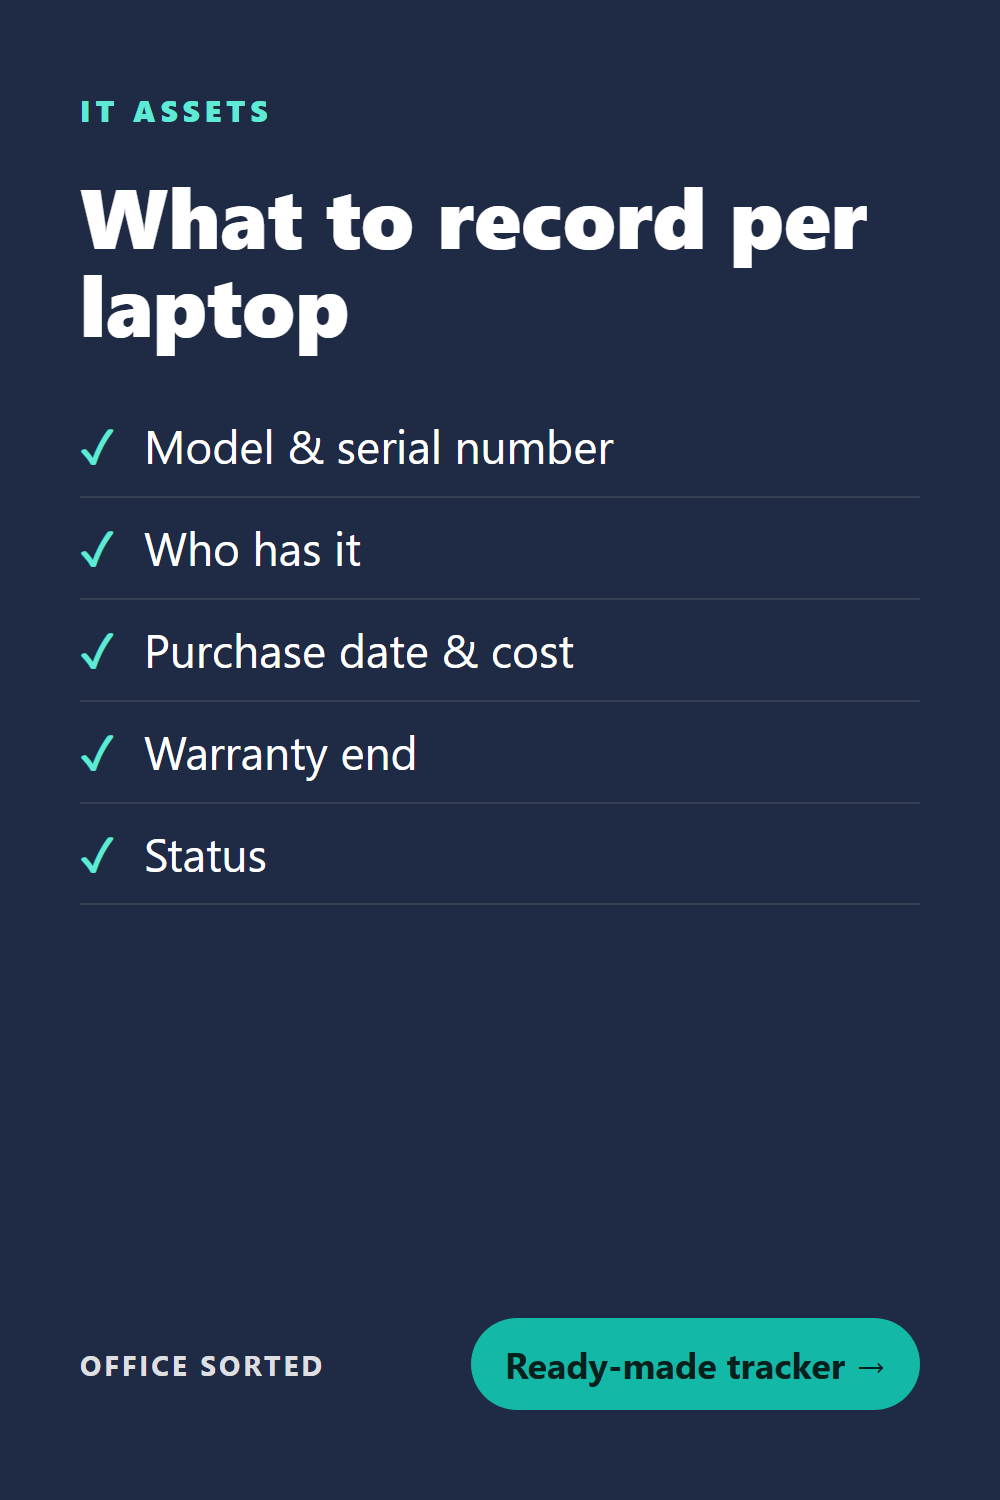 IT ASSETS
What to record per
laptop
✓ Model & serial number
✓ Who has it
✓ Purchase date & cost
✓ Warranty end
✓ Status
OFFICE SORTED
Ready-made tracker →